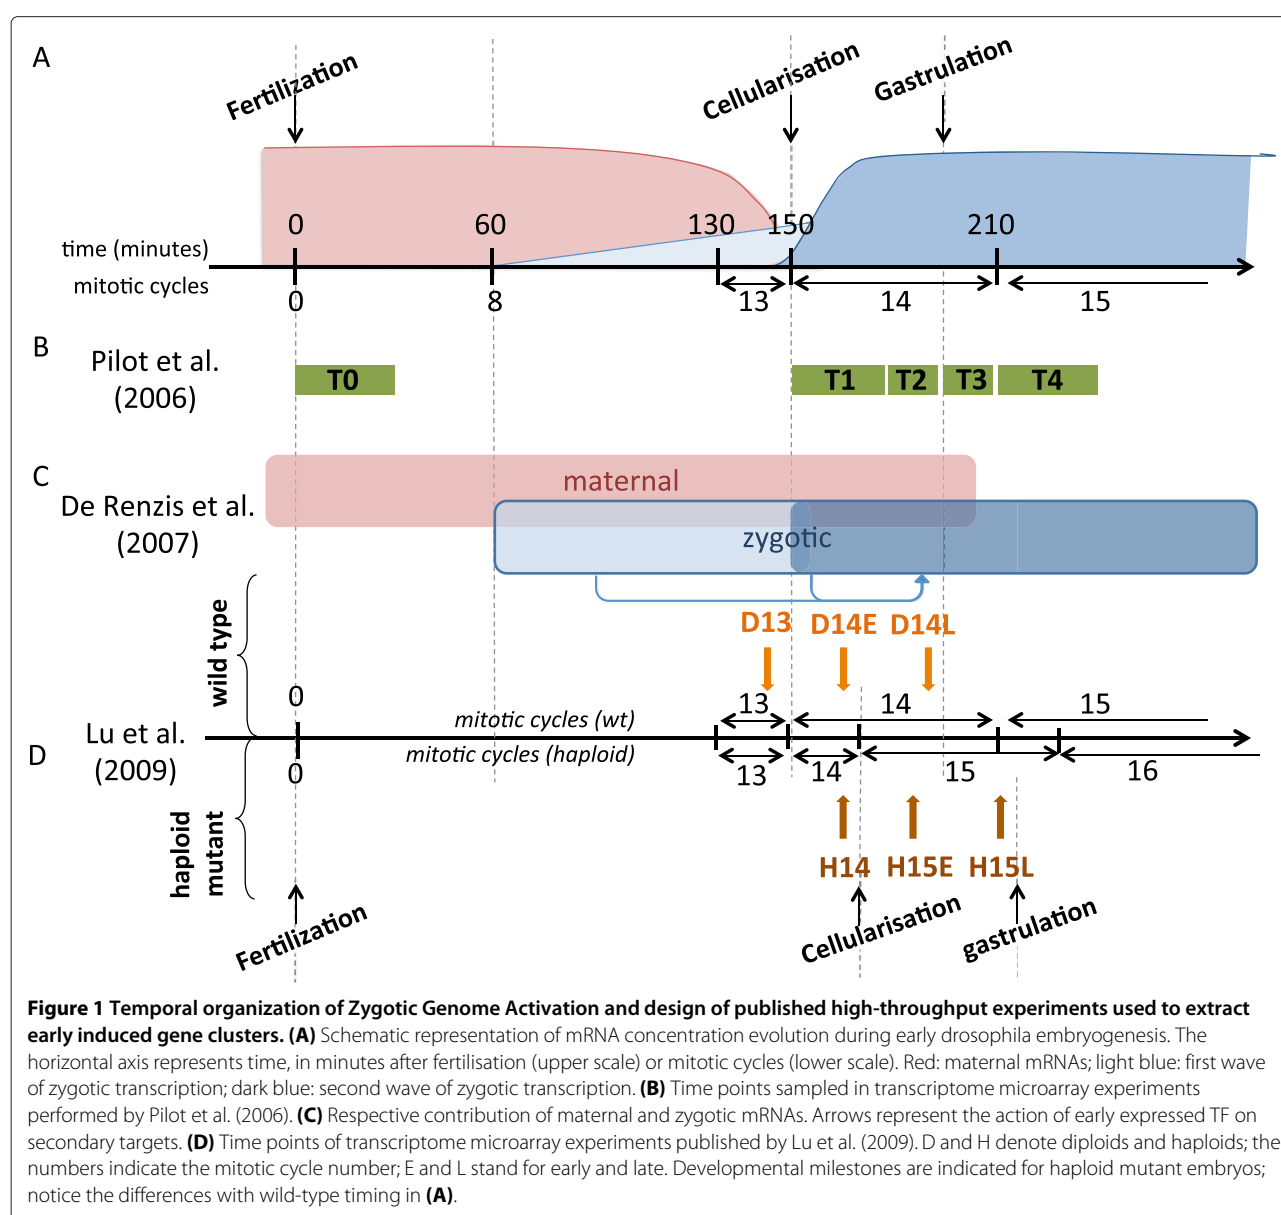 A
Fertilization
Cellularisation
Gastrulation
0
60
130
150
210
time (minutes)
mitotic cycles
0
8
13
14
15
B
Pilot et al.
(2006)
T0
T1
T2
T3
T4
C
De Renzis et al.
(2007)
maternal
zygotic
D13
D14E
D14L
wild type
0
13
14
15
mitotic cycles (wt)
D
Lu et al.
(2009)
mitotic cycles (haploid)
0
13
14
15
16
haploid
mutant
H14
H15E
H15L
Fertilization
Cellularisation
gastrulation
Figure 1 Temporal organization of Zygotic Genome Activation and design of published high-throughput experiments used to extract
early induced gene clusters. (A) Schematic representation of mRNA concentration evolution during early drosophila embryogenesis. The
horizontal axis represents time, in minutes after fertilisation (upper scale) or mitotic cycles (lower scale). Red: maternal mRNAs; light blue: first wave
of zygotic transcription; dark blue: second wave of zygotic transcription. (B) Time points sampled in transcriptome microarray experiments
performed by Pilot et al. (2006). (C) Respective contribution of maternal and zygotic mRNAs. Arrows represent the action of early expressed TF on
secondary targets. (D) Time points of transcriptome microarray experiments published by Lu et al. (2009). D and H denote diploids and haploids; the
numbers indicate the mitotic cycle number; E and L stand for early and late. Developmental milestones are indicated for haploid mutant embryos;
notice the differences with wild-type timing in (A).